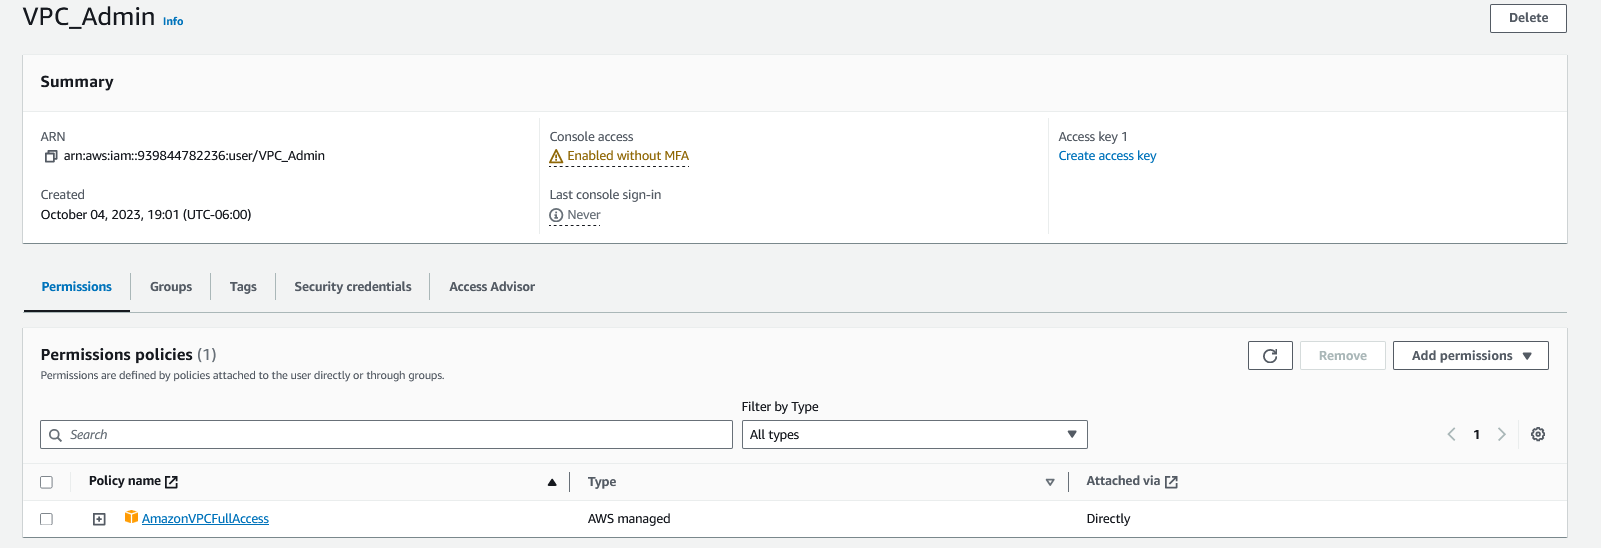 VPC_Admin Info
Delete
Summary
ARN
arn:aws:iam::939844782236:user/VPC_Admin
Created
October 04, 2023, 19:01 (UTC-06:00)
Console access
Enabled without MFA
Last console sign-in
Never
Access key 1
Create access key
Permissions Groups Tags Security credentials Access Advisor
Permissions policies (1)
Permissions are defined by policies attached to the user directly or through groups.
Remove
Add permissions
Filter by Type
Search
All types
1
Policy name Type Attached via
AmazonVPCFullAccess AWS managed Directly